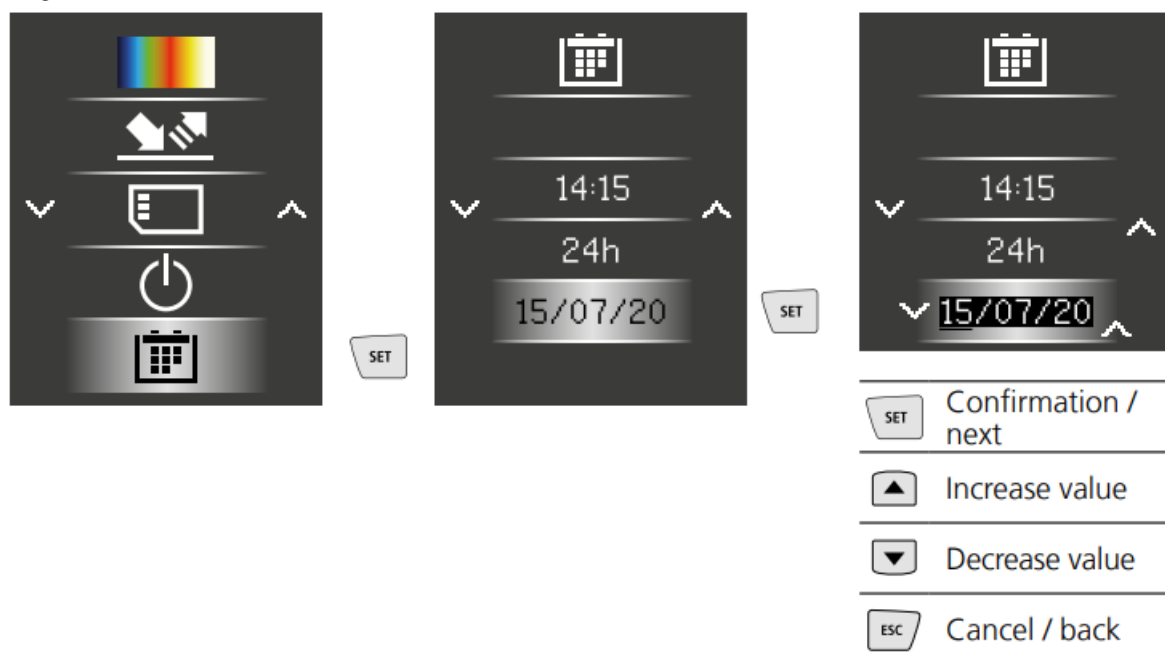 SET
14:15
24h
15/07/20
SET
14:15
24h
15/07/20
SET Confirmation /
next
Increase value
Decrease value
ESC Cancel / back